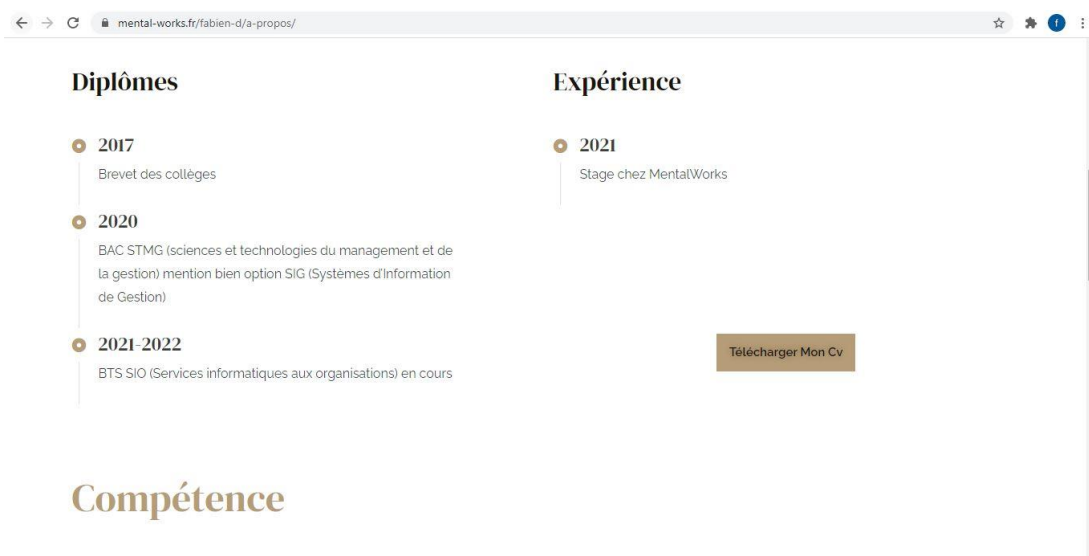 mental-works.fr/fabien-d/a-propos/
f
Diplômes
2017
Brevet des collèges
2020
BAC STMG (sciences et technologies du management et de
la gestion) mention bien option SIG (Systèmes d'Information
de Gestion)
2021-2022
BTS SIO (Services informatiques aux organisations) en cours
Expérience
2021
Stage chez MentalWorks
Télécharger Mon Cv
Compétence